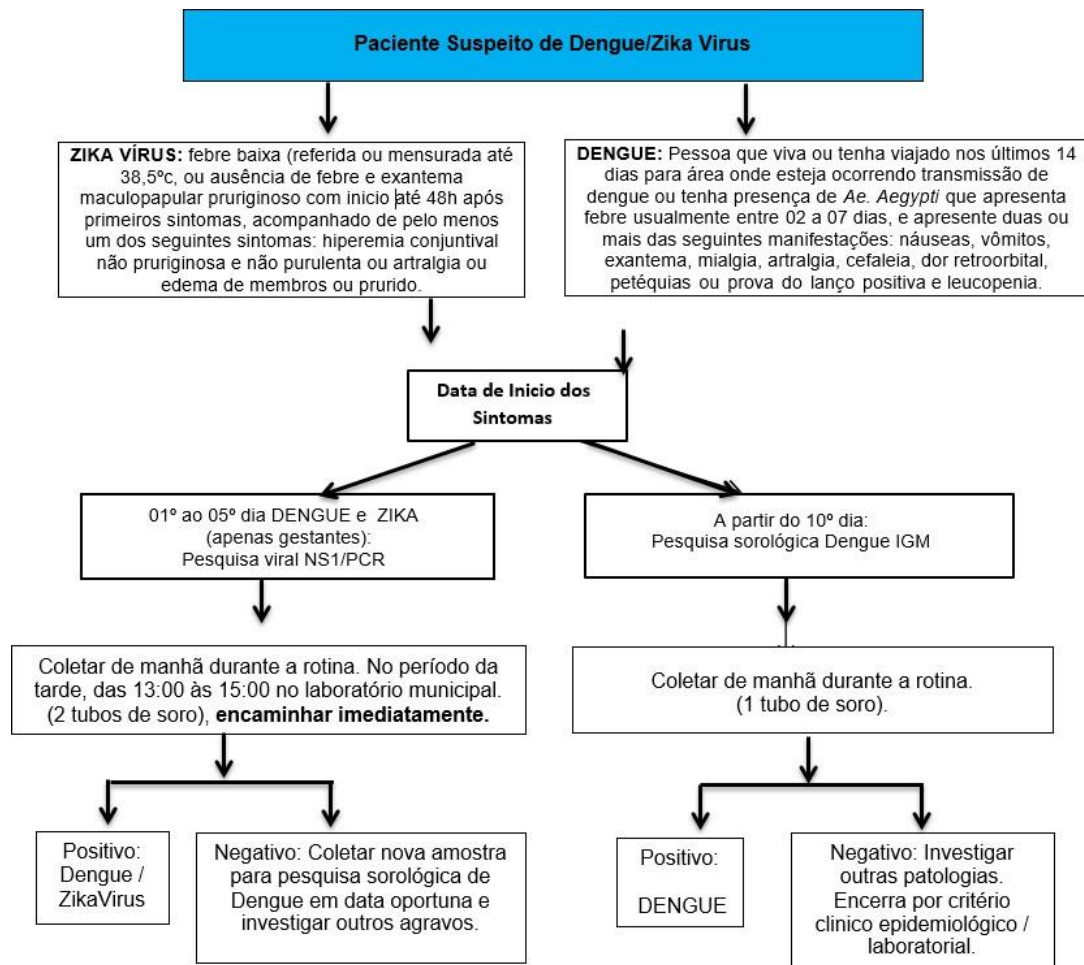 Paciente Suspeito de Dengue/Zika Virus
ZIKA VÍRUS: febre baixa (referida ou mensurada até
38,5ºc, ou ausência de febre e exantema
maculopapular pruriginoso com inicio até 48h após
primeiros sintomas, acompanhado de pelo menos
um dos seguintes sintomas: hiperemia conjuntival
não pruriginosa e não purulenta ou artralgia ou
edema de membros ou prurido.
DENGUE: Pessoa que viva ou tenha viajado nos últimos 14
dias para área onde esteja ocorrendo transmissão de
dengue ou tenha presença de Ae. Aegypti que apresenta
febre usualmente entre 02 a 07 dias, e apresente duas ou
mais das seguintes manifestações: náuseas, vômitos,
exantema, mialgia, artralgia, cefaleia, dor retroorbital,
petéquias ou prova do lanço positiva e leucopenia.
Data de Inicio dos
Sintomas
01º ao 05º dia DENGUE e ZIKA
(apenas gestantes):
Pesquisa viral NS1/PCR
A partir do 10º dia:
Pesquisa sorológica Dengue IGM
Coletar de manhã durante a rotina. No período da
tarde, das 13:00 às 15:00 no laboratório municipal.
(2 tubos de soro), encaminhar imediatamente.
Coletar de manhã durante a rotina.
(1 tubo de soro).
Positivo:
Dengue /
ZikaVirus
Negativo: Coletar nova amostra
para pesquisa sorológica de
Dengue em data oportuna e
investigar outros agravos.
Positivo:
DENGUE
Negativo: Investigar
outras patologias.
Encerra por critério
clinico epidemiológico /
laboratorial.